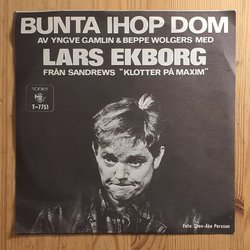 BUNTA IHOP DOM
AV YNGVE GAMLIN & BEPPE WOLGERS MED
LARS EKBORG
FRÅN SANDREWS "KLOTTER PÅ MAXIM"
sonet
T-7751
Foto: Sten-Åke Persson